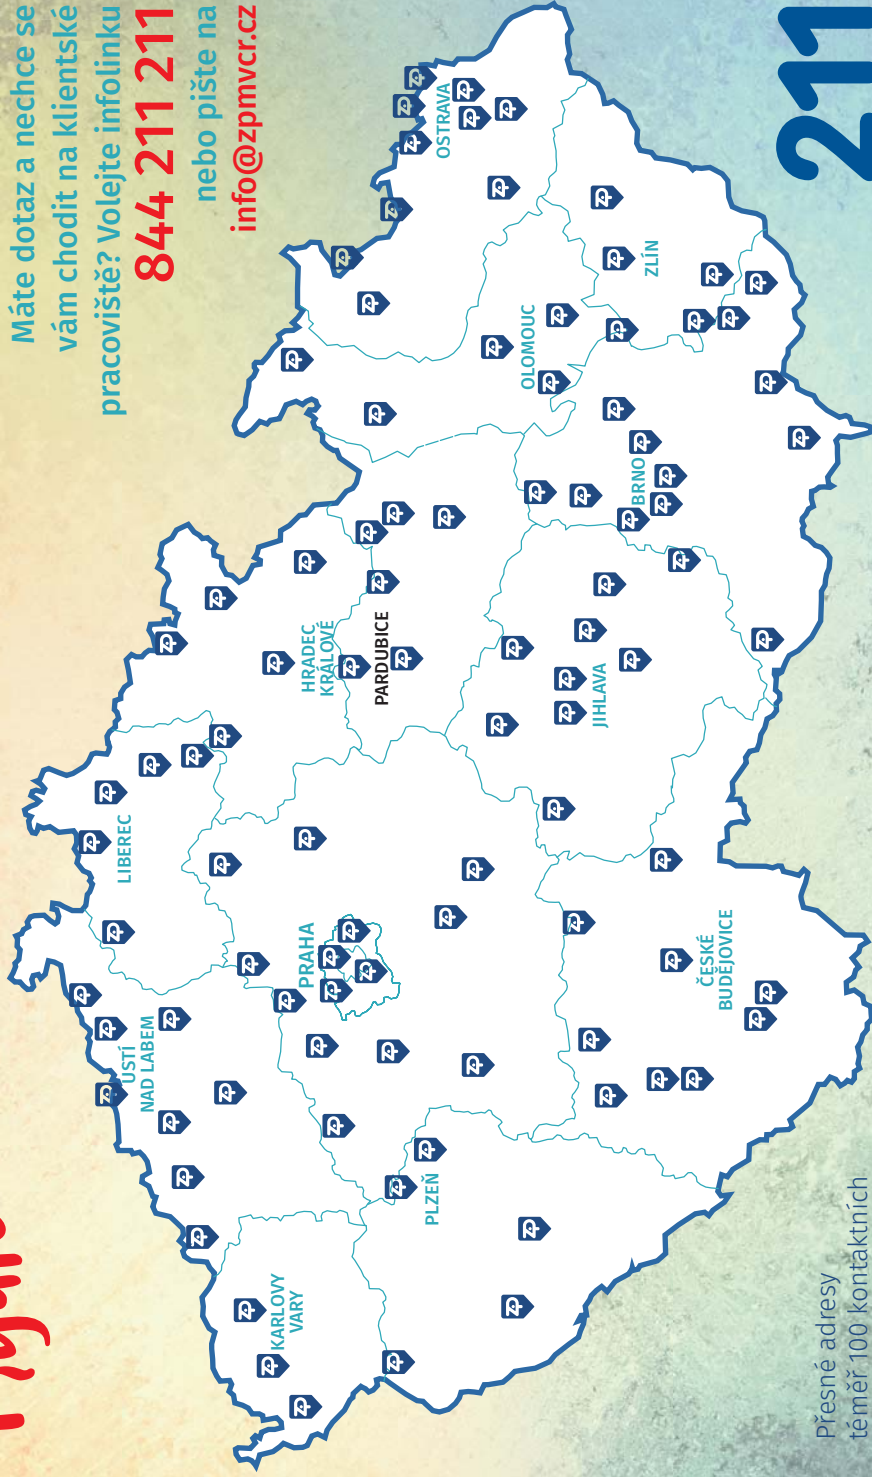 Máte dotaz a nechce se
vám chodit na klientské
pracoviště? Volejte infolinku
844 211 211
nebo pište na
info@zpmvcr.cz
LIBEREC
ÚSTÍ
NAD LABEM
KARLOVY
VARY
PRAHA
HRADEC
KRÁLOVÉ
PARDUBICE
PLZEŇ
OSTRAVA
OLOMOUC
ZLÍN
BRNO
JIHLAVA
ČESKÉ
BUDĚJOVICE
Přesné adresy
téměř 100 kontaktních
211